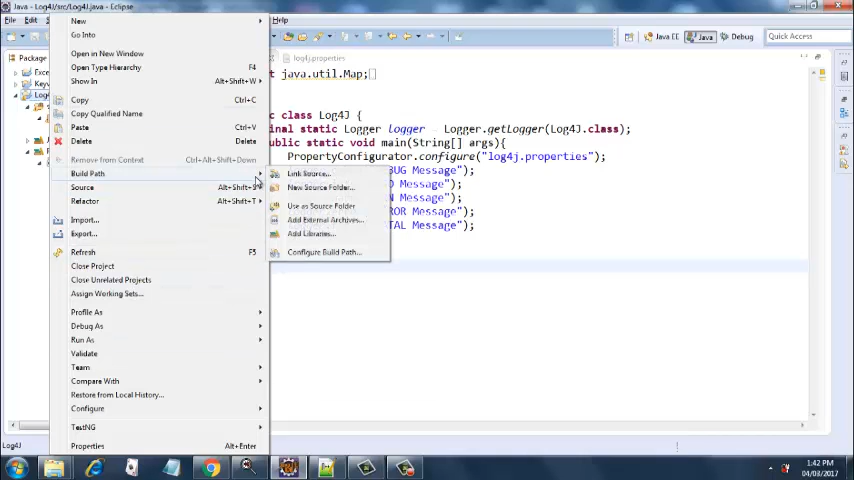 Java - Log4J/src/Log4J.java - Eclipse
File Edit Help
Quick Access
Java EE
Java
Debug
Package
log4j.properties
Log4J
New
Go Into
Open in New Window
Open Type Hierarchy F4
Show In Alt+Shift+W
Copy Ctrl+C
Copy Qualified Name
Paste Ctrl+V
Delete Delete
Remove from Context Ctrl+Alt+Shift+Down
Build Path
Source Alt+Shift+S
Refactor Alt+Shift+T
Import...
Export...
Refresh F5
Close Project
Close Unrelated Projects
Assign Working Sets...
Profile As
Debug As
Run As
Validate
Team
Compare With
Restore from Local History...
Configure
TestNG
Properties Alt+Enter
Link Source...
New Source Folder...
Use as Source Folder
Add External Archives...
Add Libraries...
Configure Build Path...
t java.util.Map;
c class Log4J {
inal static Logger logger = Logger.getLogger(Log4J.class);
ublic static void main(String[] args){
PropertyConfigurator.configure("log4j.properties");
BUG Message");
O Message");
N Message");
ROR Message");
TAL Message");
Log4J
1:42 PM
04/03/2017